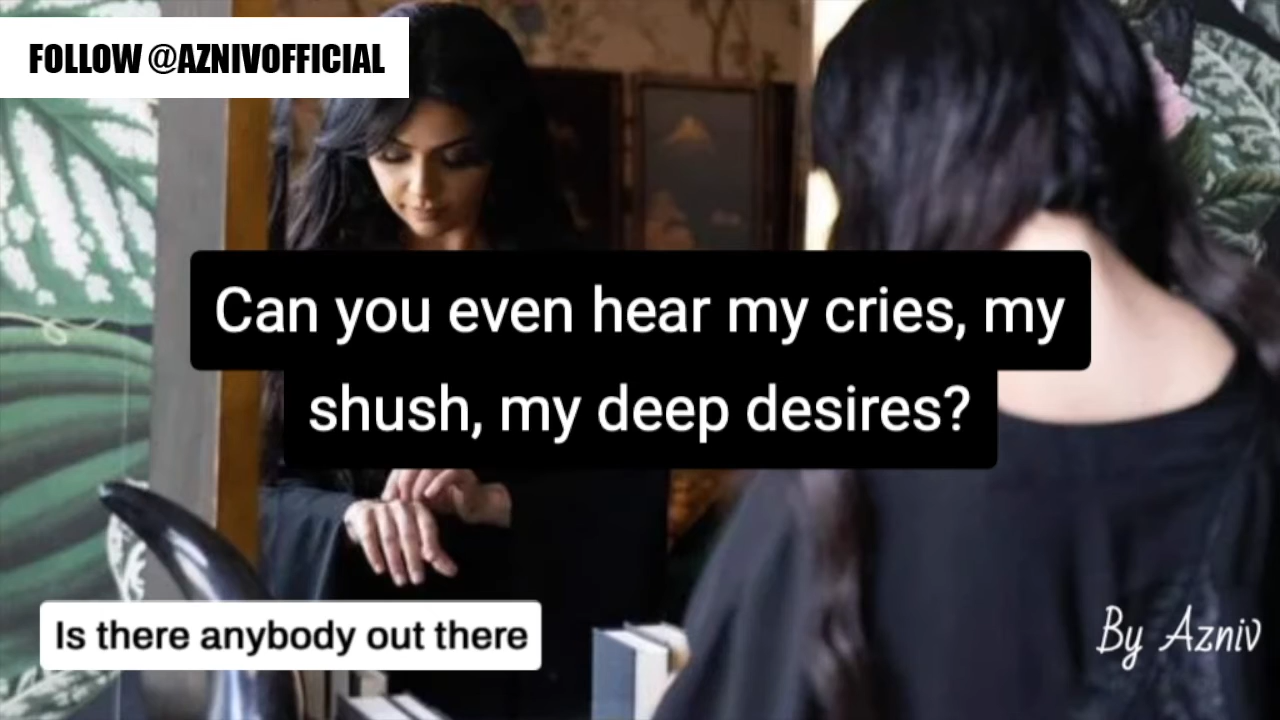 FOLLOW @AZNIVOFFICIAL
Can you even hear my cries, my
shush, my deep desires?
Is there anybody out there
By Azniv